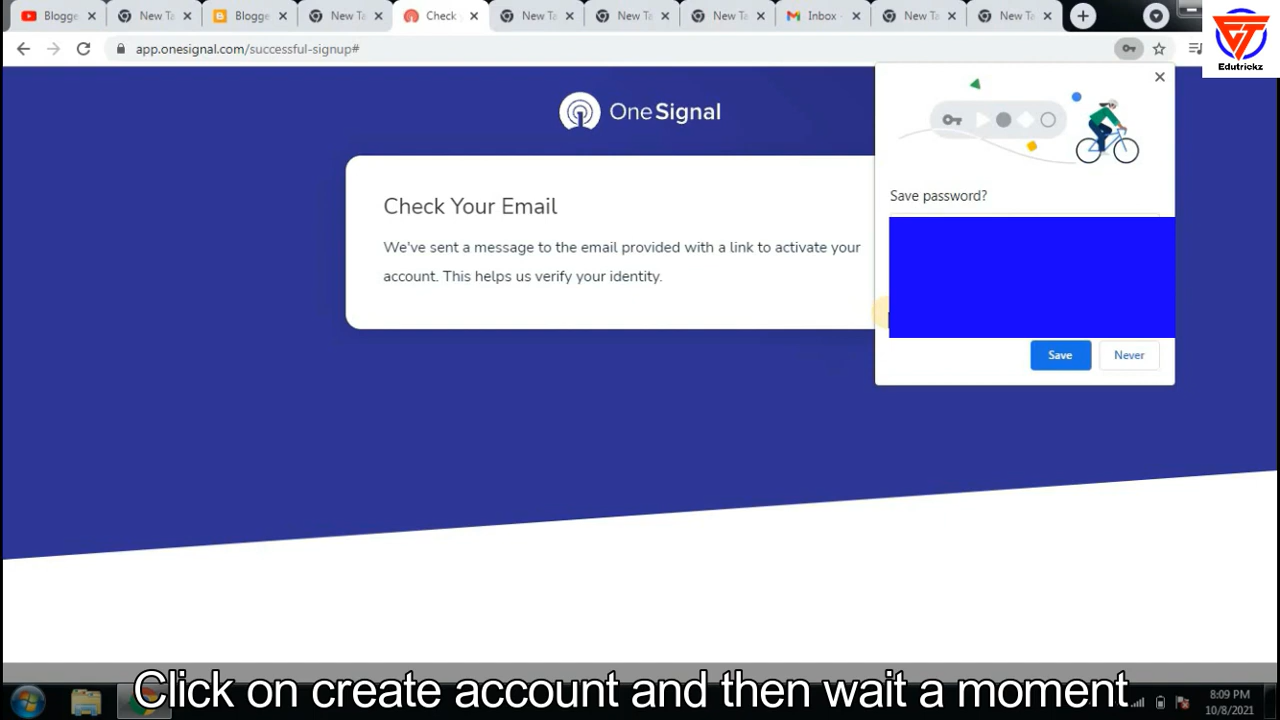 Blogge
New Ta
Blogge
New Ta
Check
New Ta
New Ta
New Ta
Inbox
New Ta
New Ta
app.onesignal.com/successful-signup#
Edutrickz
OneSignal
Check Your Email
We've sent a message to the email provided with a link to activate your
account. This helps us verify your identity.
Save password?
Save
Never
Click on create account and then wait a moment
8:09 PM
10/8/2021